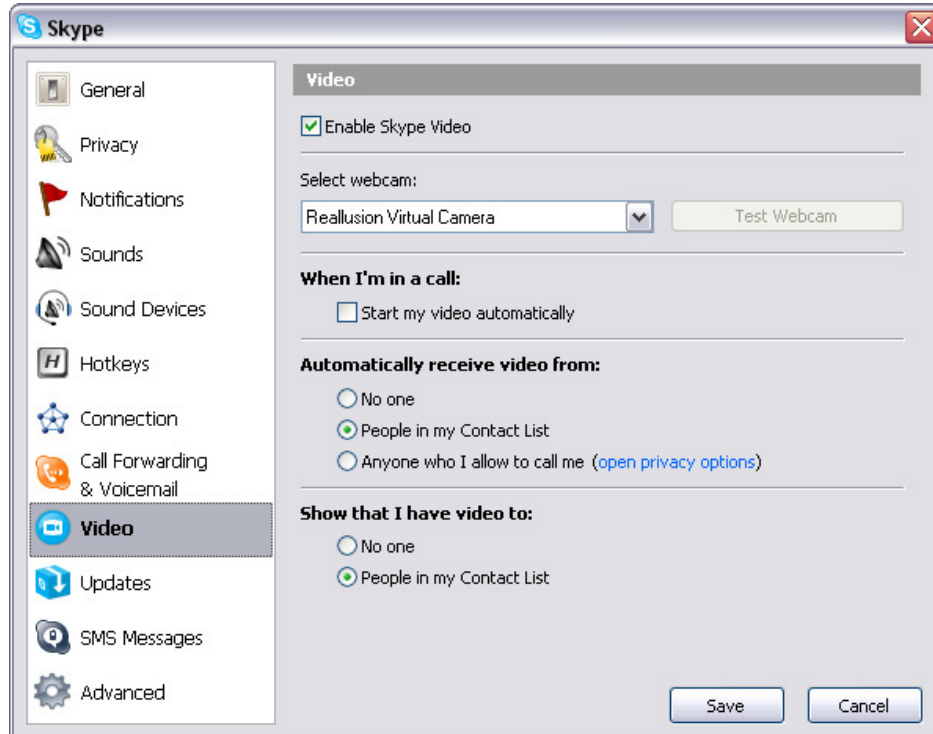 Skype
General
Privacy
Notifications
Sounds
Sound Devices
H Hotkeys
Connection
Call Forwarding
& Voicemail
Video
Updates
SMS Messages
Advanced
Video
Enable Skype Video
Select webcam:
Reallusion Virtual Camera Test Webcam
When I'm in a call:
Start my video automatically
Automatically receive video from:
No one
People in my Contact List
Anyone who I allow to call me (open privacy options)
Show that I have video to:
No one
People in my Contact List
Save Cancel